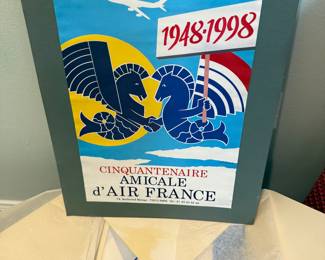 1948·1998
CINQUANTENAIRE
AMICALE
d'AIR FRANCE